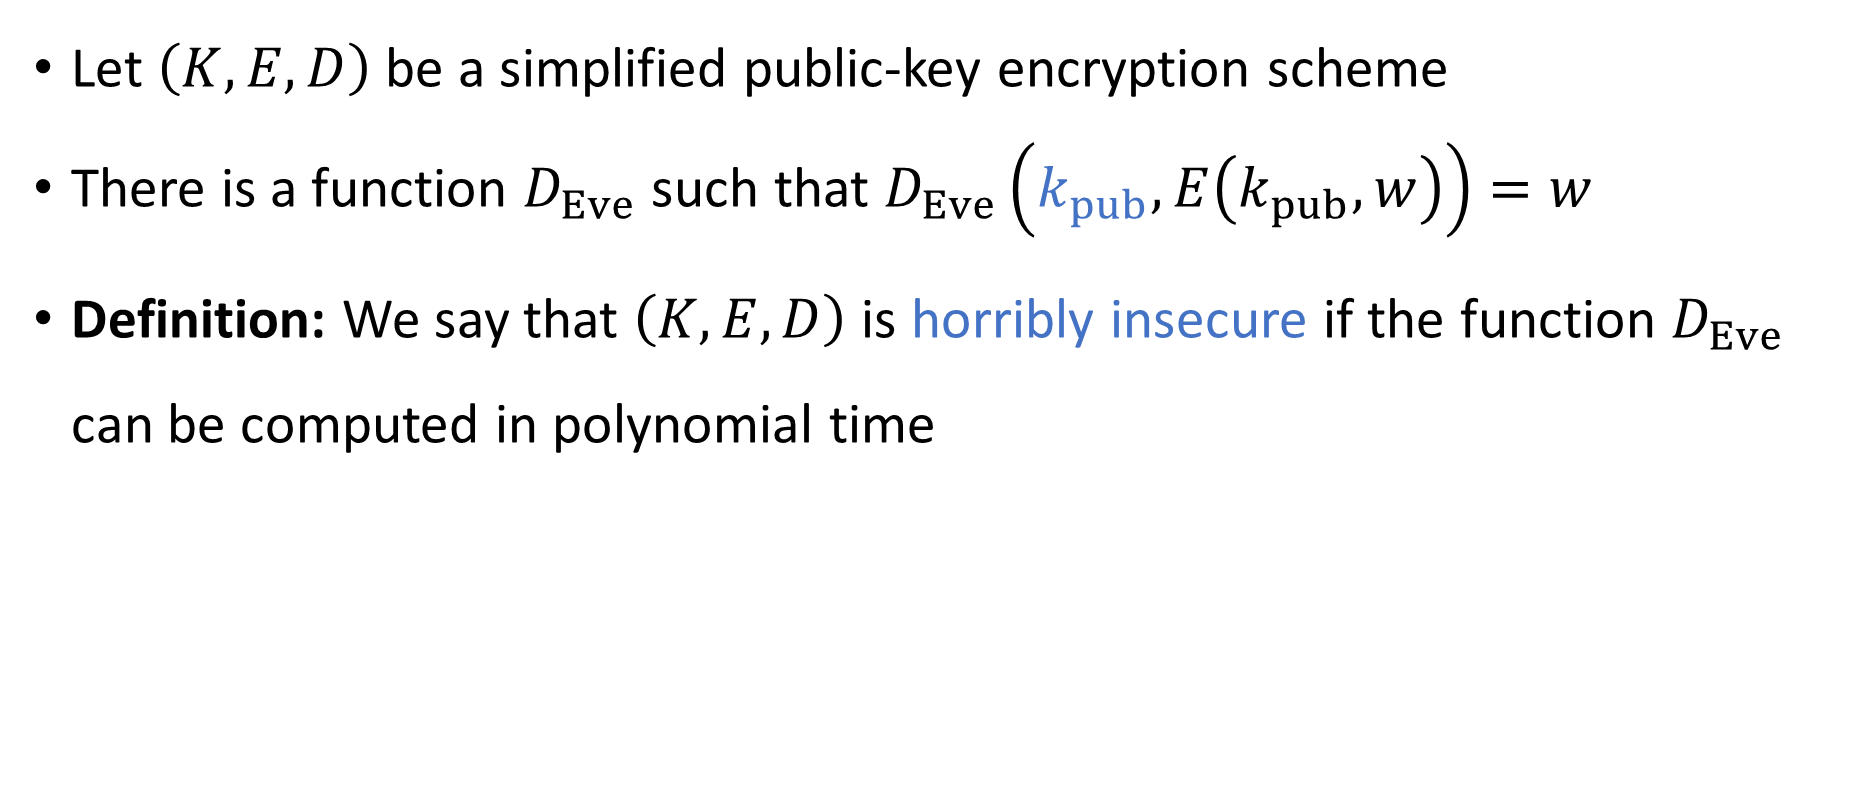 • Let (K, E, D) be a simplified public-key encryption scheme
• There is a function D_Eve such that D_Eve (k_pub, E(k_pub, w)) = w
• Definition: We say that (K, E, D) is horribly insecure if the function D_Eve
can be computed in polynomial time